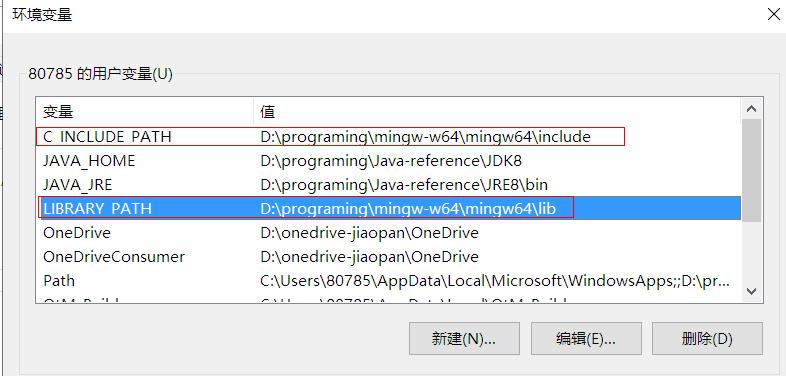 环境变量
80785 的用户变量(U)
变量 值
C_INCLUDE_PATH D:\programing\mingw-w64\mingw64\include
JAVA_HOME D:\programing\Java-reference\JDK8
JAVA_JRE D:\programing\Java-reference\JRE8\bin
LIBRARY_PATH D:\programing\mingw-w64\mingw64\lib
OneDrive D:\onedrive-jiaopan\OneDrive
OneDriveConsumer D:\onedrive-jiaopan\OneDrive
Path C:\Users\80785\AppData\Local\Microsoft\WindowsApps;;D:\pr...
新建(N)... 编辑(E)... 删除(D)